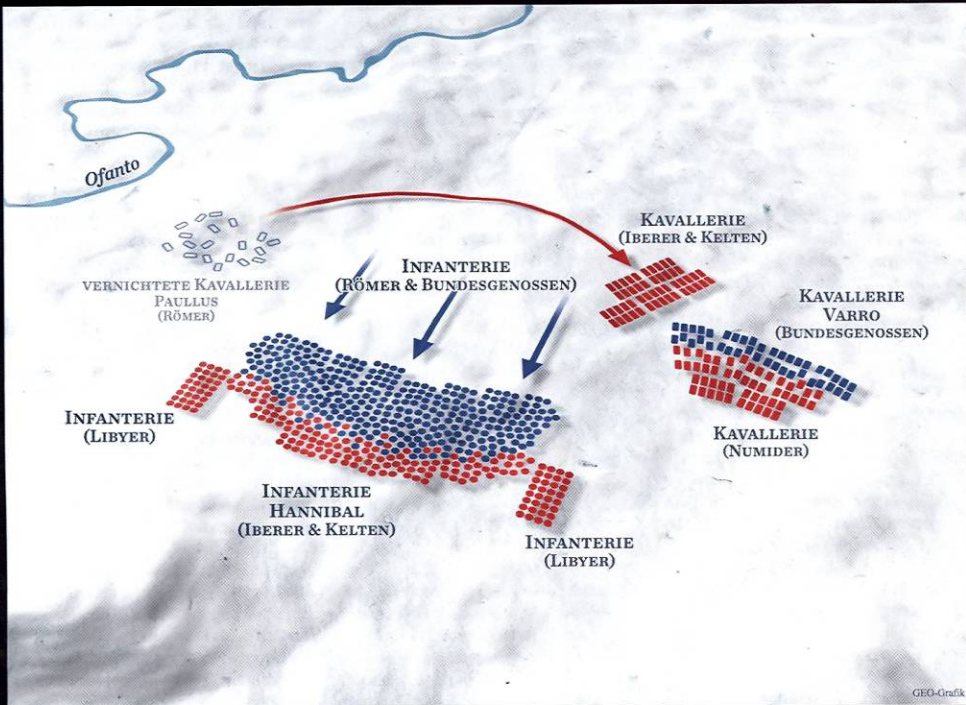 Ofanto
VERNICHTETE KAVALLERIE
PAULLUS
(RÖMER)
INFANTERIE
(RÖMER & BUNDESGENOSSEN)
KAVALLERIE
(IBERER & KELTEN)
KAVALLERIE
VARRO
(BUNDESGENOSSEN)
INFANTERIE
(LIBYER)
KAVALLERIE
(NUMIDER)
INFANTERIE
HANNIBAL
(IBERER & KELTEN)
INFANTERIE
(LIBYER)
GEO-Grafik